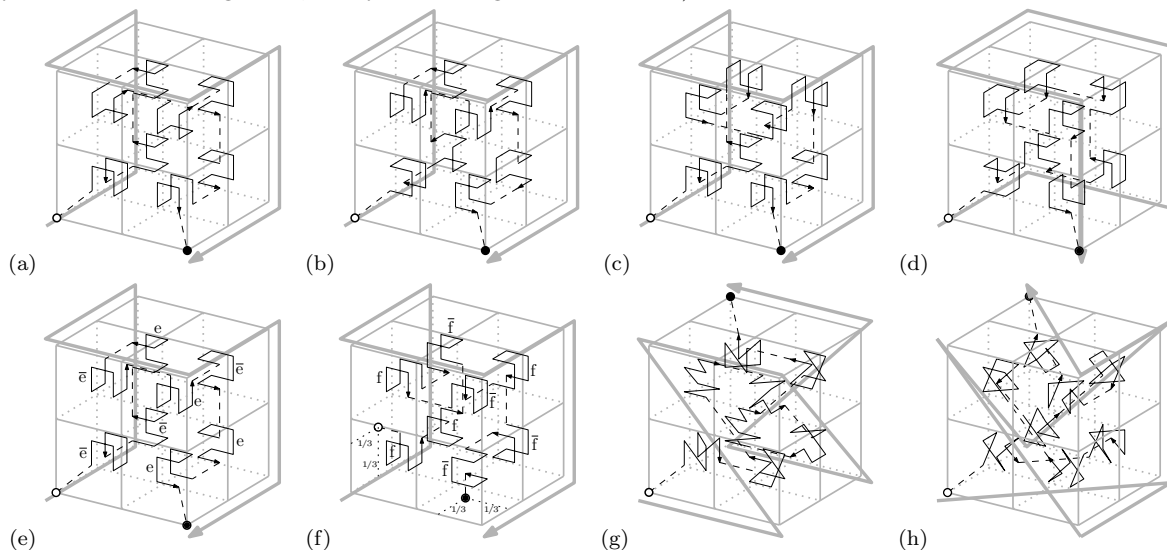 (a) (b) (c) (d)
e
e̅ e̅
e
e̅ e
e̅ e
(e)
f̅
f f
f̅
f
f f̅
f̅
1/3
1/3
1/3 1/3
(f)
(g) (h)